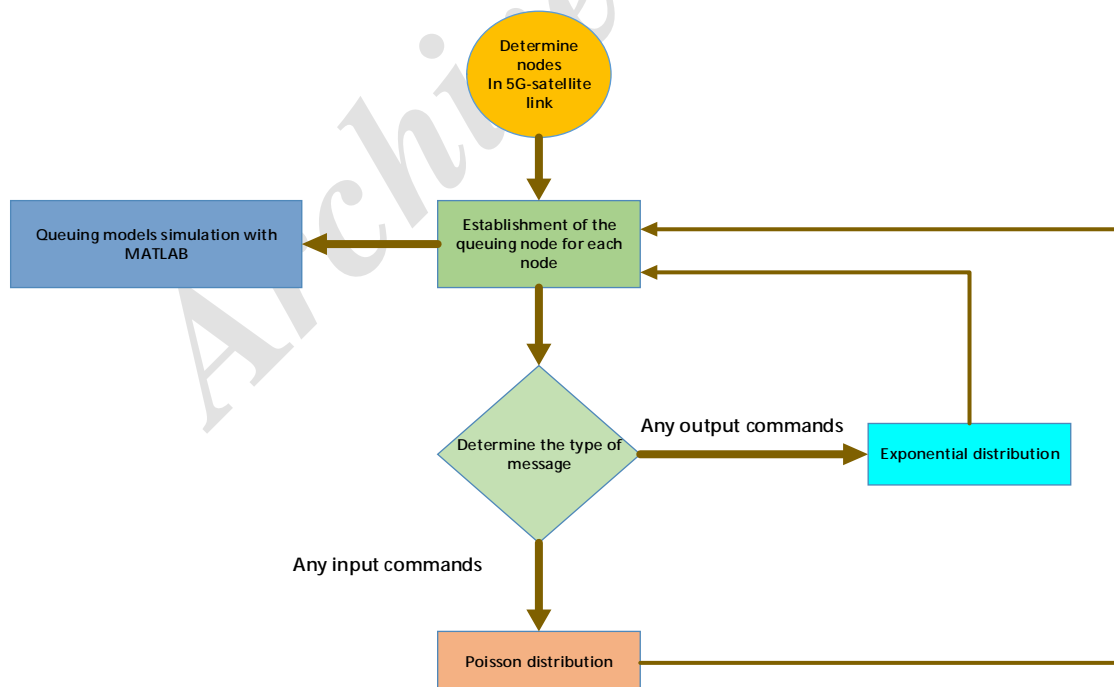 Determine
nodes
In 5G-satellite
link
Queuing models simulation with
MATLAB
Establishment of the
queuing node for each
node
Determine the type of
message
Any output commands
Exponential distribution
Any input commands
Poisson distribution